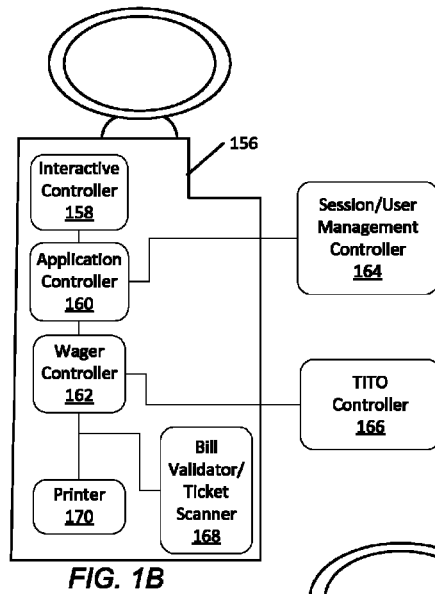 156
Interactive
Controller
158
Application
Controller
160
Wager
Controller
162
Printer
170
Bill
Validator/
Ticket
Scanner
168
Session/User
Management
Controller
164
TITO
Controller
166
FIG. 1B